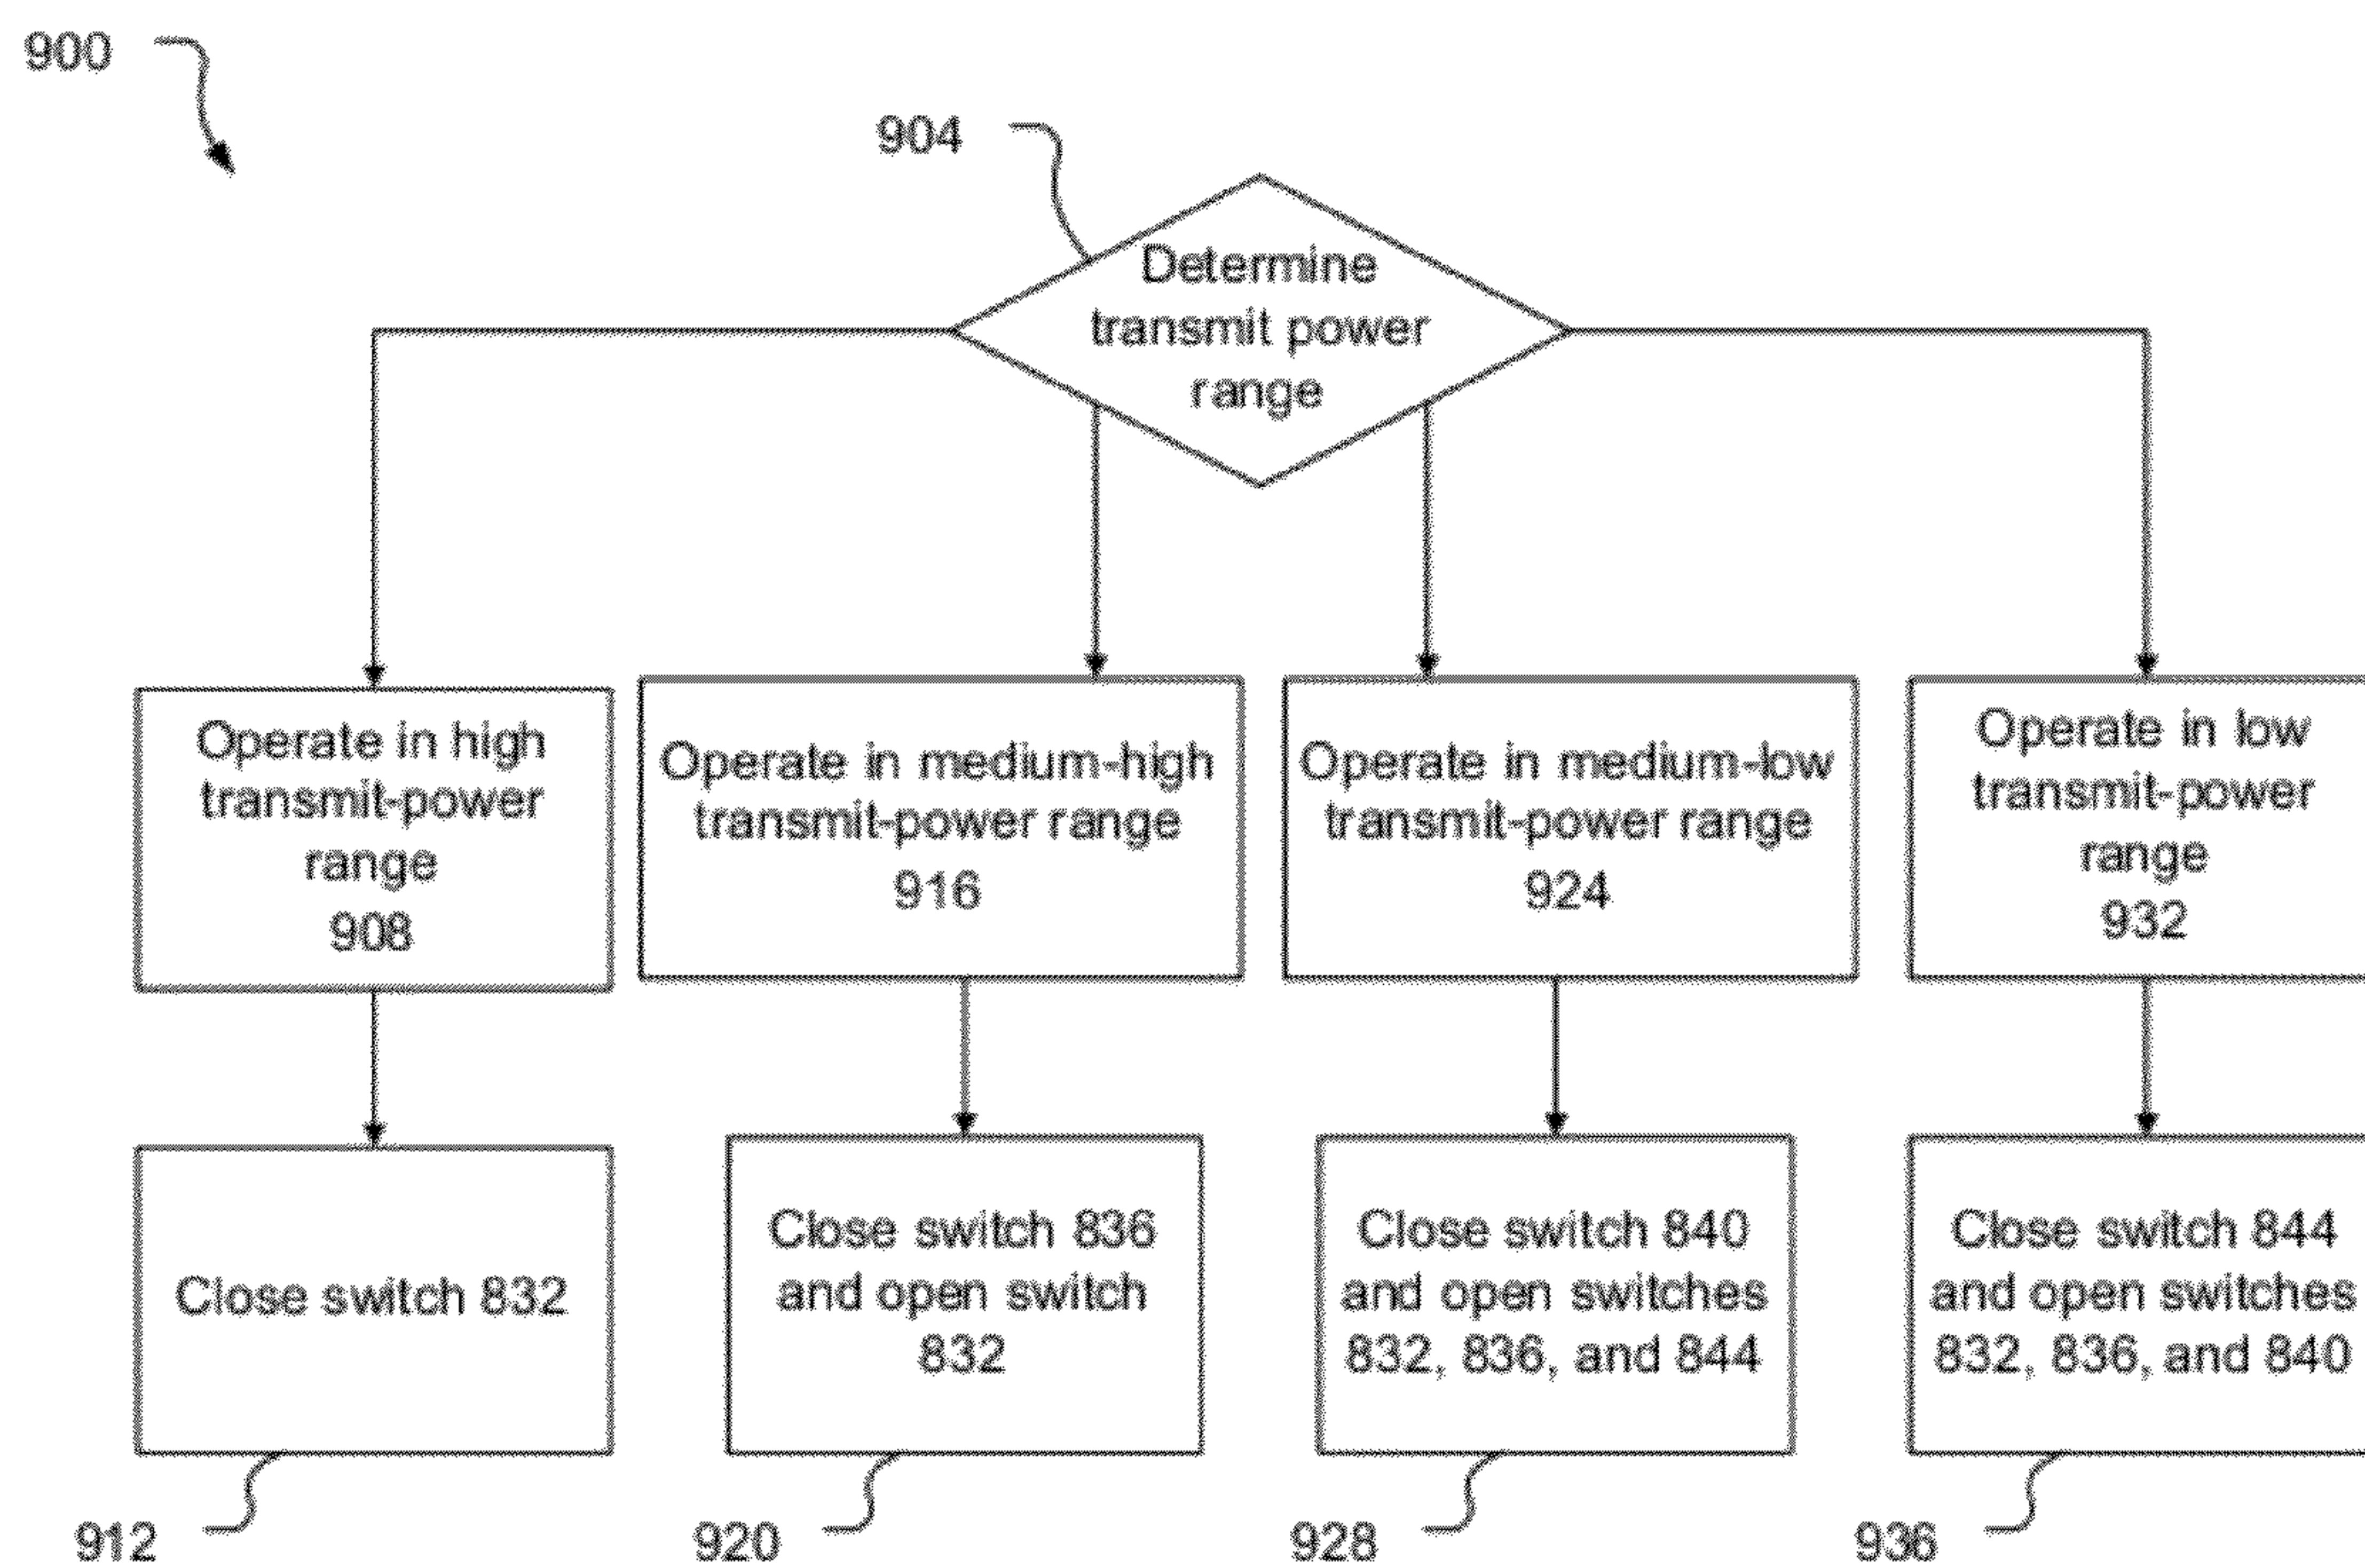 900
904
Determine
transmit power
range
Operate in high
transmit-power
range
908
Operate in medium-high
transmit-power range
916
Operate in medium-low
transmit-power range
924
Operate in low
transmit-power
range
932
Close switch 832
Close switch 836
and open switch
832
Close switch 840
and open switches
832, 836, and 844
Close switch 844
and open switches
832, 836, and 840
912
920
928
936